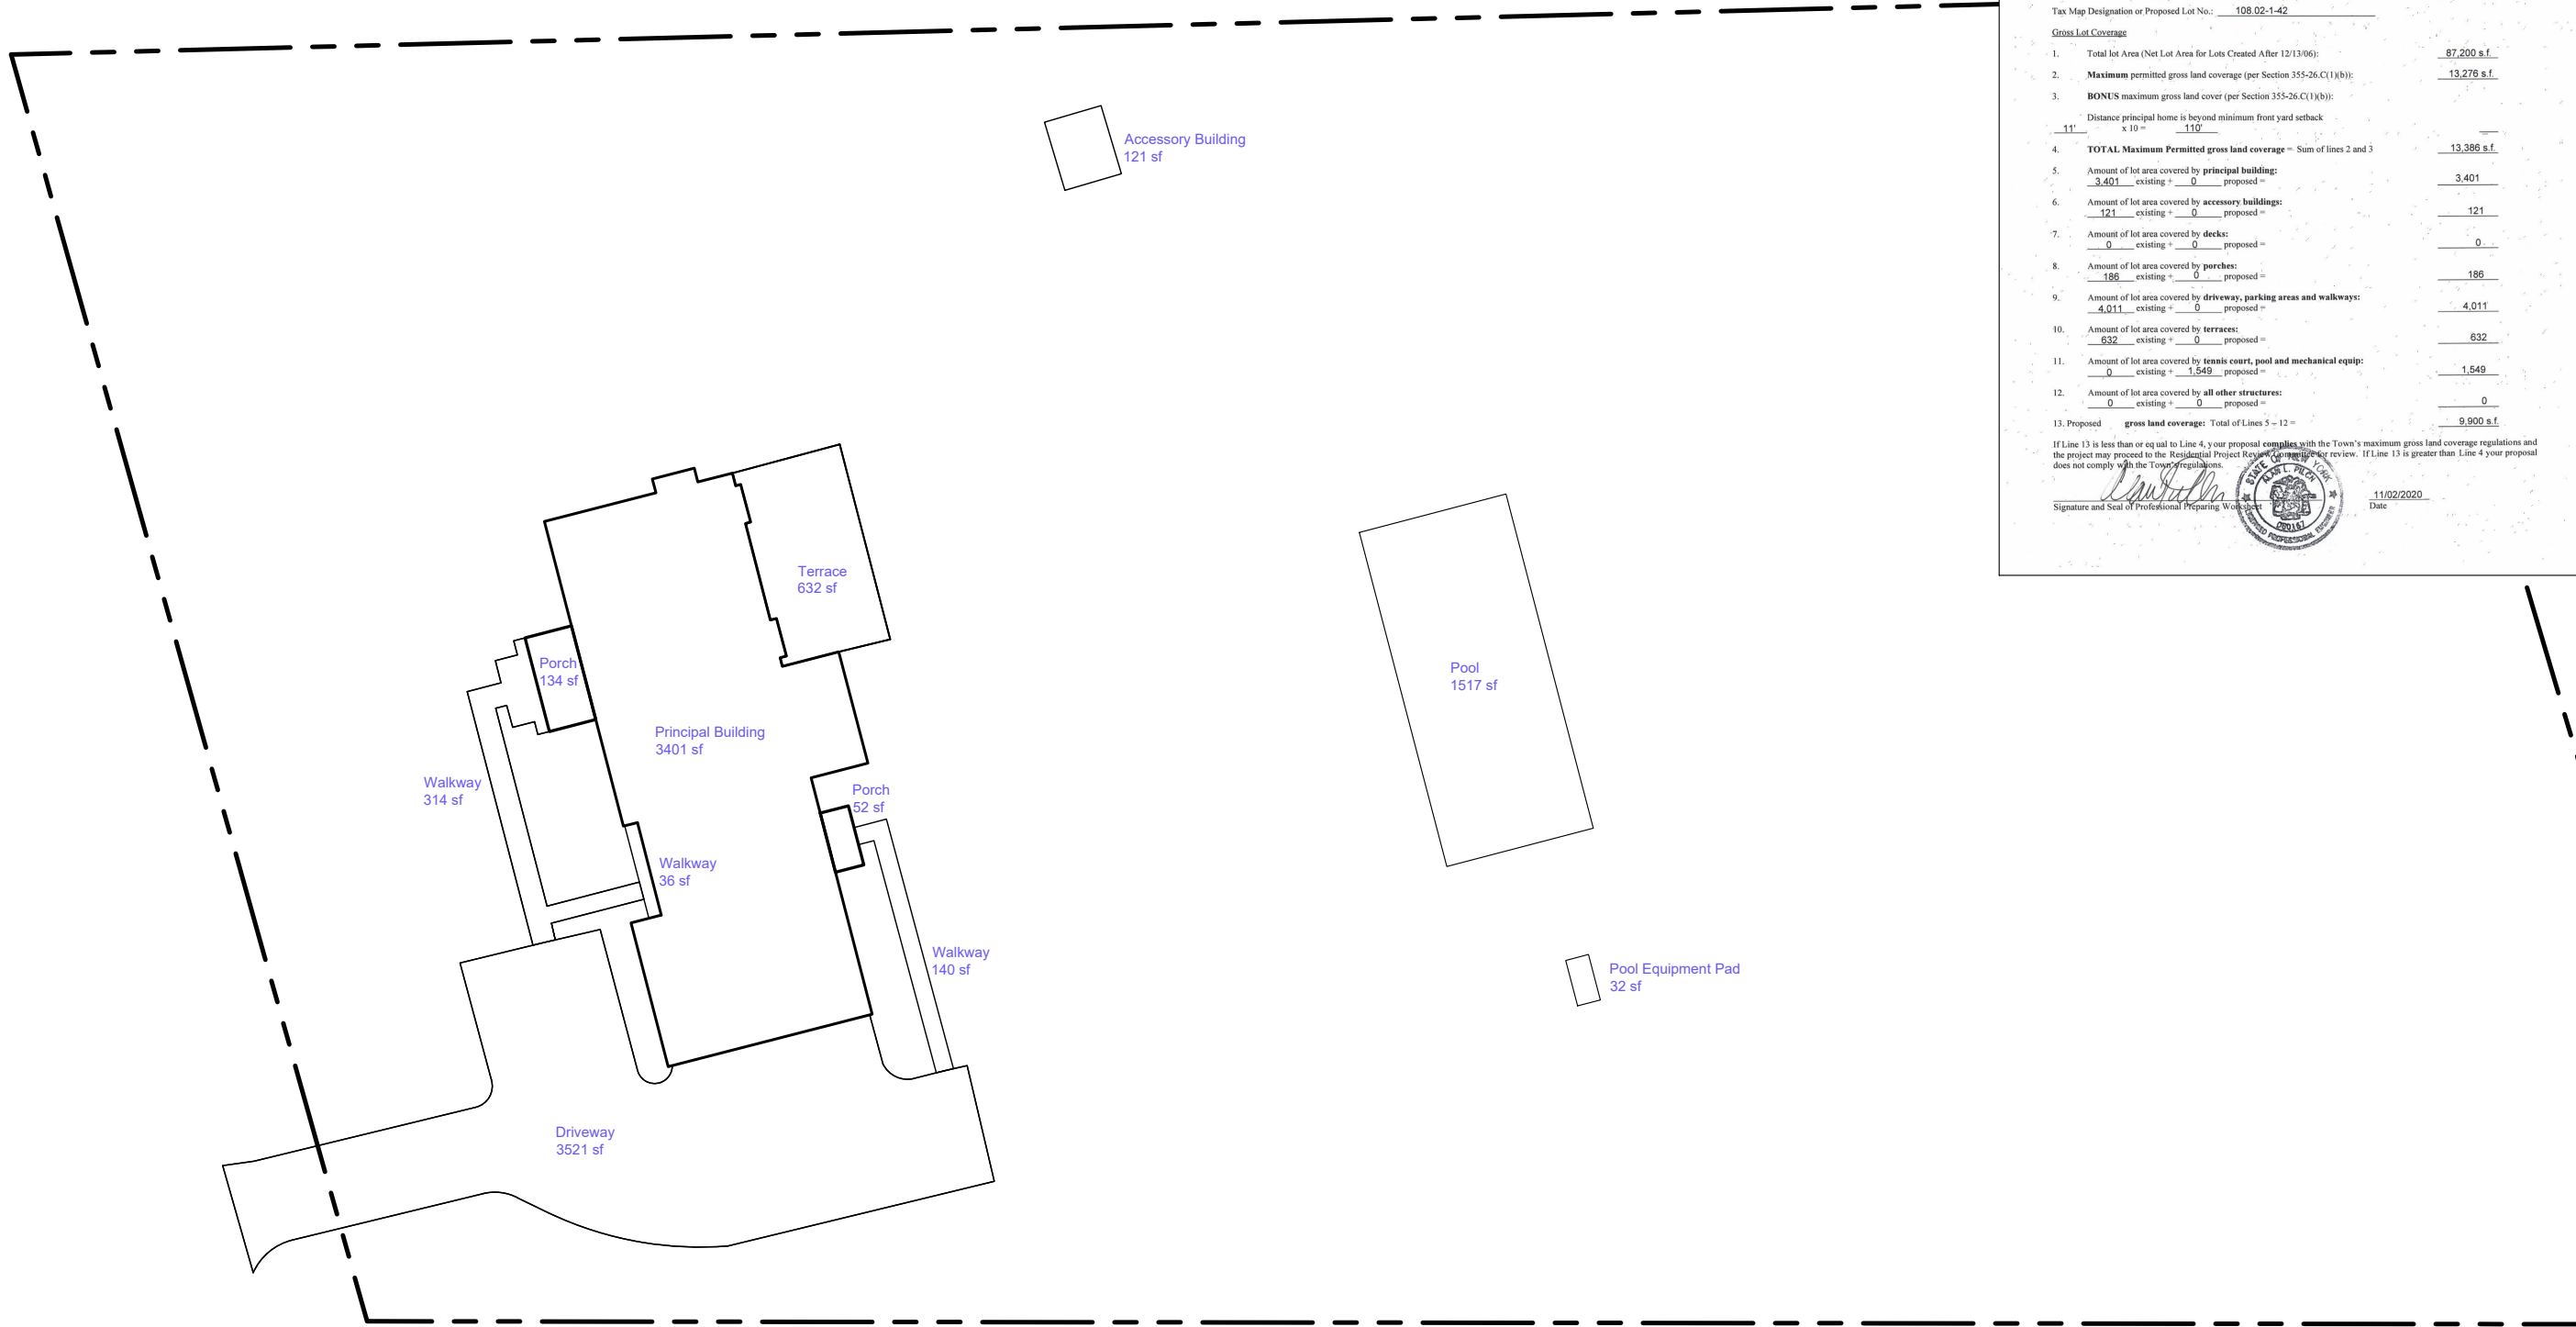 Tax Map Designation or Proposed Lot No.: 108.02-1-42
Gross Lot Coverage
1. Total lot Area (Net Lot Area for Lots Created After 12/13/06): 87,200 s.f.
2. Maximum permitted gross land coverage (per Section 355-26.C(1)(b)): 13,276 s.f.
3. BONUS maximum gross land cover (per Section 355-26.C(1)(b)):
Distance principal home is beyond minimum front yard setback
11' x 10 = 110'
4. TOTAL Maximum Permitted gross land coverage = Sum of lines 2 and 3 13,386 s.f.
5. Amount of lot area covered by principal building:
3,401 existing + 0 proposed = 3,401
6. Amount of lot area covered by accessory buildings:
121 existing + 0 proposed = 121
7. Amount of lot area covered by decks:
0 existing + 0 proposed = 0
8. Amount of lot area covered by porches:
186 existing + 0 proposed = 186
9. Amount of lot area covered by driveway, parking areas and walkways:
4,011 existing + 0 proposed = 4,011
10. Amount of lot area covered by terraces:
632 existing + 0 proposed = 632
11. Amount of lot area covered by tennis court, pool and mechanical equip:
0 existing + 1,549 proposed = 1,549
12. Amount of lot area covered by all other structures:
0 existing + 0 proposed = 0
13. Proposed gross land coverage: Total of Lines 5 – 12 = 9,900 s.f.
If Line 13 is less than or equal to Line 4, your proposal complies with the Town's maximum gross land coverage regulations and
the project may proceed to the Residential Project Review Committee for review. If Line 13 is greater than Line 4 your proposal
does not comply with the Town's regulations.
STATE OF NEW YORK
ALAN L. PILCH
LICENSED PROFESSIONAL ENGINEER
11/02/2020
Signature and Seal of Professional Preparing Worksheet Date
Accessory Building
121 sf
Terrace
632 sf
Porch
134 sf
Pool
1517 sf
Principal Building
3401 sf
Walkway
314 sf
Porch
52 sf
Walkway
36 sf
Walkway
140 sf
Pool Equipment Pad
32 sf
Driveway
3521 sf